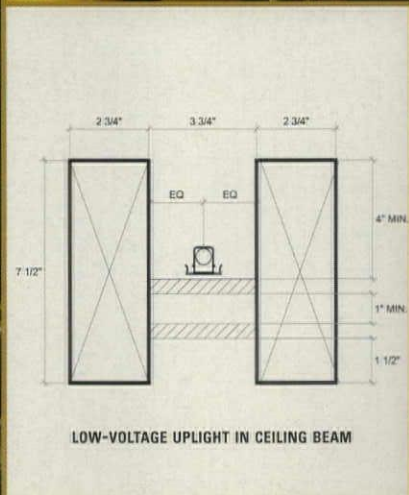 2 3/4" 3 3/4" 2 3/4"
EQ EQ
4" MIN.
7 1/2"
1" MIN.
1 1/2"
LOW-VOLTAGE UPLIGHT IN CEILING BEAM